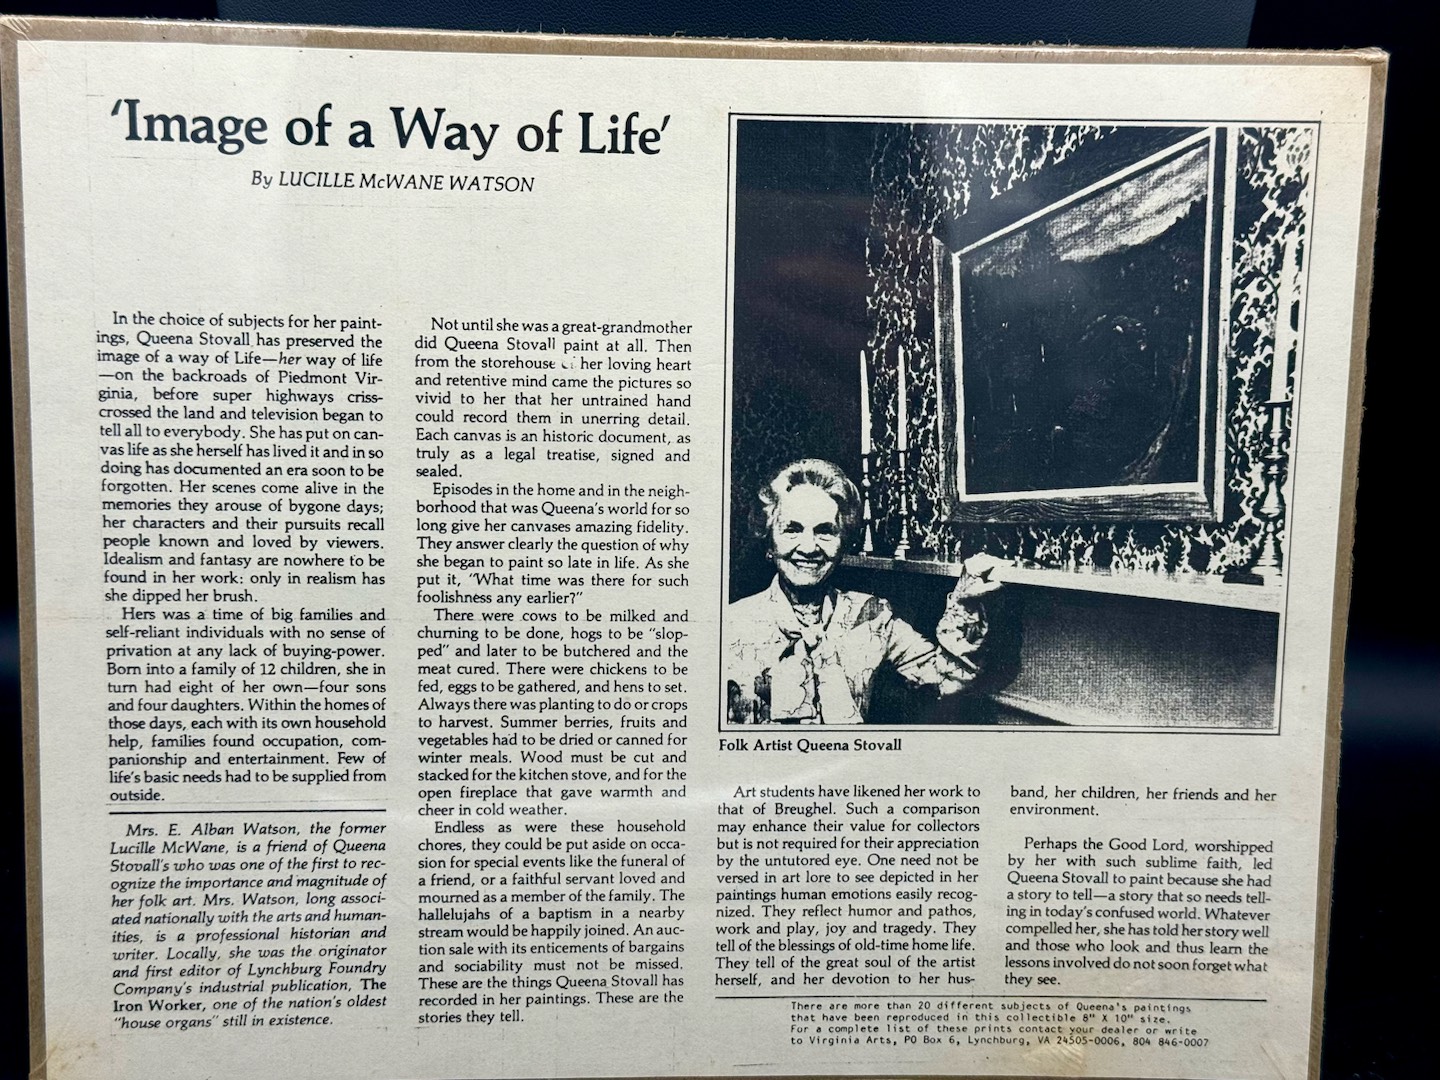 'Image of a Way of Life'
By LUCILLE McWANE WATSON
In the choice of subjects for her paint-
ings, Queena Stovall has preserved the
image of a way of Life—her way of life
—on the backroads of Piedmont Vir-
ginia, before super highways criss-
crossed the land and television began to
tell all to everybody. She has put on can-
vas life as she herself has lived it and in so
doing has documented an era soon to be
forgotten. Her scenes come alive in the
memories they arouse of bygone days;
her characters and their pursuits recall
people known and loved by viewers.
Idealism and fantasy are nowhere to be
found in her work: only in realism has
she dipped her brush.
Hers was a time of big families and
self-reliant individuals with no sense of
privation at any lack of buying-power.
Born into a family of 12 children, she in
turn had eight of her own—four sons
and four daughters. Within the homes of
those days, each with its own household
help, families found occupation, com-
panionship and entertainment. Few of
life's basic needs had to be supplied from
outside.
Mrs. E. Alban Watson, the former
Lucille McWane, is a friend of Queena
Stovall's who was one of the first to rec-
ognize the importance and magnitude of
her folk art. Mrs. Watson, long associ-
ated nationally with the arts and human-
ities, is a professional historian and
writer. Locally, she was the originator
and first editor of Lynchburg Foundry
Company's industrial publication, The
Iron Worker, one of the nation's oldest
"house organs" still in existence.
Not until she was a great-grandmother
did Queena Stovall paint at all. Then
from the storehouse her loving heart
and retentive mind came the pictures so
vivid to her that her untrained hand
could record them in unerring detail.
Each canvas is an historic document, as
truly as a legal treatise, signed and
sealed.
Episodes in the home and in the neigh-
borhood that was Queena's world for so
long give her canvases amazing fidelity.
They answer clearly the question of why
she began to paint so late in life. As she
put it, "What time was there for such
foolishness any earlier?"
There were cows to be milked and
churning to be done, hogs to be "slop-
ped" and later to be butchered and the
meat cured. There were chickens to be
fed, eggs to be gathered, and hens to set.
Always there was planting to do or crops
to harvest. Summer berries, fruits and
vegetables had to be dried or canned for
winter meals. Wood must be cut and
stacked for the kitchen stove, and for the
open fireplace that gave warmth and
cheer in cold weather.
Endless as were these household
chores, they could be put aside on occa-
sion for special events like the funeral of
a friend, or a faithful servant loved and
mourned as a member of the family. The
hallelujahs of a baptism in a nearby
stream would be happily joined. An auc-
tion sale with its enticements of bargains
and sociability must not be missed.
These are the things Queena Stovall has
recorded in her paintings. These are the
stories they tell.
Folk Artist Queena Stovall
Art students have likened her work to
that of Breughel. Such a comparison
may enhance their value for collectors
but is not required for their appreciation
by the untutored eye. One need not be
versed in art lore to see depicted in her
paintings human emotions easily recog-
nized. They reflect humor and pathos,
work and play, joy and tragedy. They
tell of the blessings of old-time home life.
They tell of the great soul of the artist
herself, and her devotion to her hus-
band, her children, her friends and her
environment.
Perhaps the Good Lord, worshipped
by her with such sublime faith, led
Queena Stovall to paint because she had
a story to tell—a story that so needs tell-
ing in today's confused world. Whatever
compelled her, she has told her story well
and those who look and thus learn the
lessons involved do not soon forget what
they see.
There are more than 20 different subjects of Queena's paintings
that have been reproduced in this collectible 8" X 10" size.
For a complete list of these prints contact your dealer or write
to Virginia Arts, PO Box 6, Lynchburg, VA 24505-0006, 804 846-0007